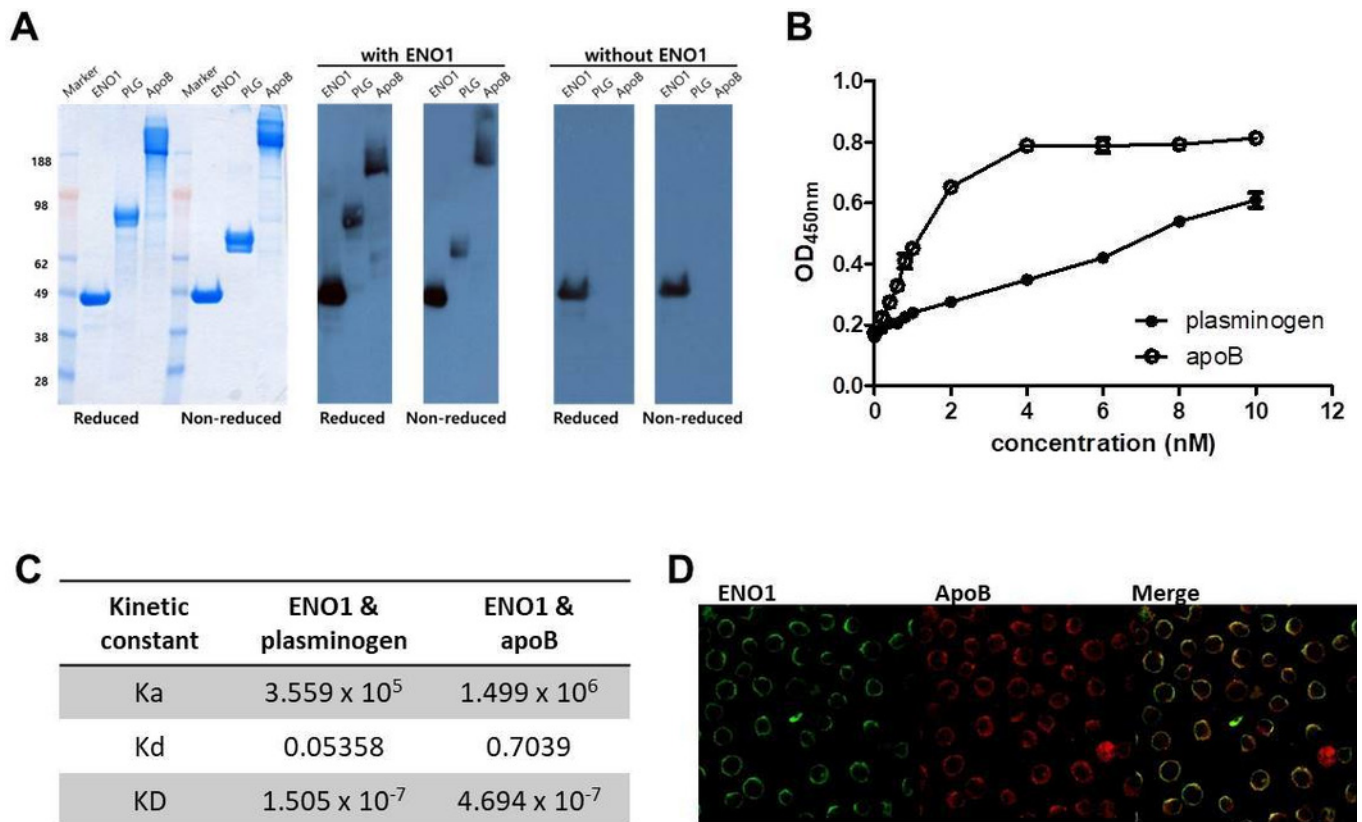 A
with ENO1
without ENO1
Marker ENO1 PLG ApoB Marker ENO1 PLG ApoB
ENO1 PLG ApoB ENO1 PLG ApoB
ENO1 PLG ApoB ENO1 PLG ApoB
188
98
62
49
38
28
Reduced Non-reduced
Reduced Non-reduced
Reduced Non-reduced
B
OD450nm
1.0
0.8
0.6
0.4
0.2
0.0
plasminogen
apoB
0 2 4 6 8 10 12
concentration (nM)
C
Kinetic constant ENO1 & plasminogen ENO1 & apoB
Ka 3.559 x 10⁵ 1.499 x 10⁶
Kd 0.05358 0.7039
KD 1.505 x 10⁻⁷ 4.694 x 10⁻⁷
D
ENO1 ApoB Merge